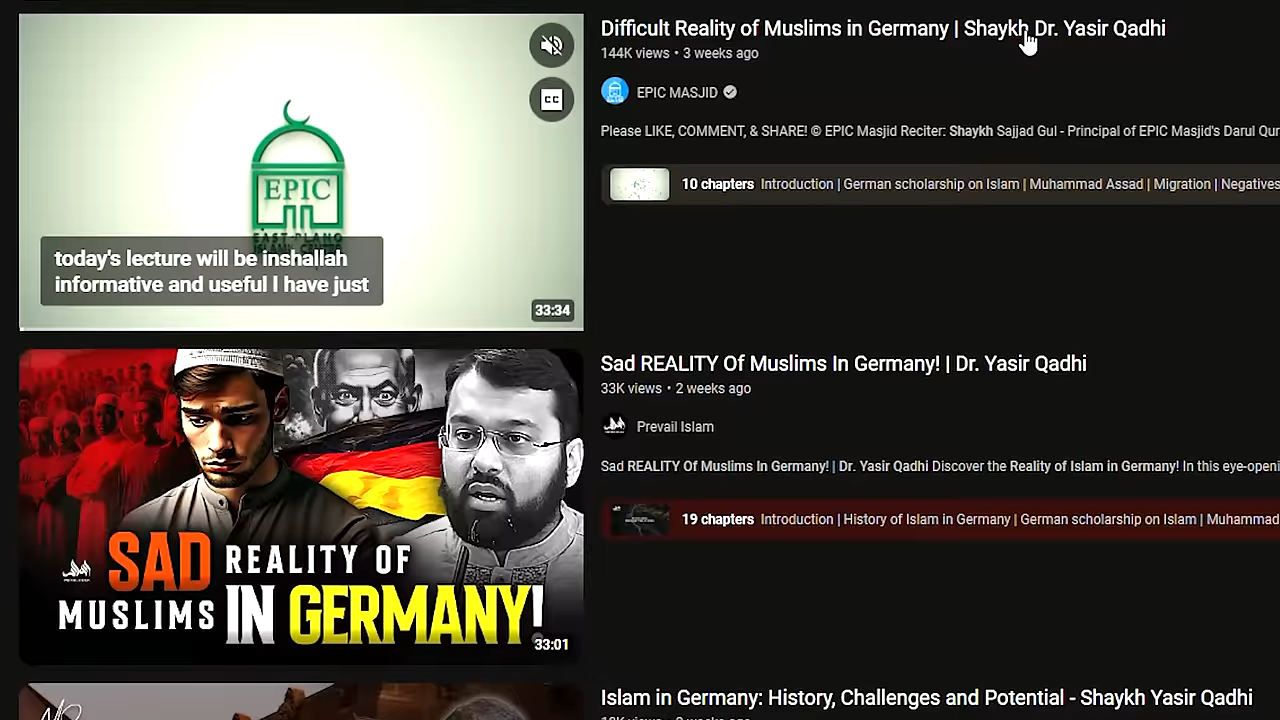 Difficult Reality of Muslims in Germany | Shaykh Dr. Yasir Qadhi
144K views • 3 weeks ago
EPIC MASJID
Please LIKE, COMMENT, & SHARE! © EPIC Masjid Reciter: Shaykh Sajjad Gul - Principal of EPIC Masjid's Darul Qur
10 chapters Introduction | German scholarship on Islam | Muhammad Assad | Migration | Negatives
CC
EPIC
EAST PLANO
today's lecture will be inshallah
informative and useful I have just
33:34
Sad REALITY Of Muslims In Germany! | Dr. Yasir Qadhi
33K views • 2 weeks ago
Prevail Islam
Sad REALITY Of Muslims In Germany! | Dr. Yasir Qadhi Discover the Reality of Islam in Germany! In this eye-openi
19 chapters Introduction | History of Islam in Germany | German scholarship on Islam | Muhammad
SAD REALITY OF
MUSLIMS IN GERMANY!
33:01
Islam in Germany: History, Challenges and Potential - Shaykh Yasir Qadhi